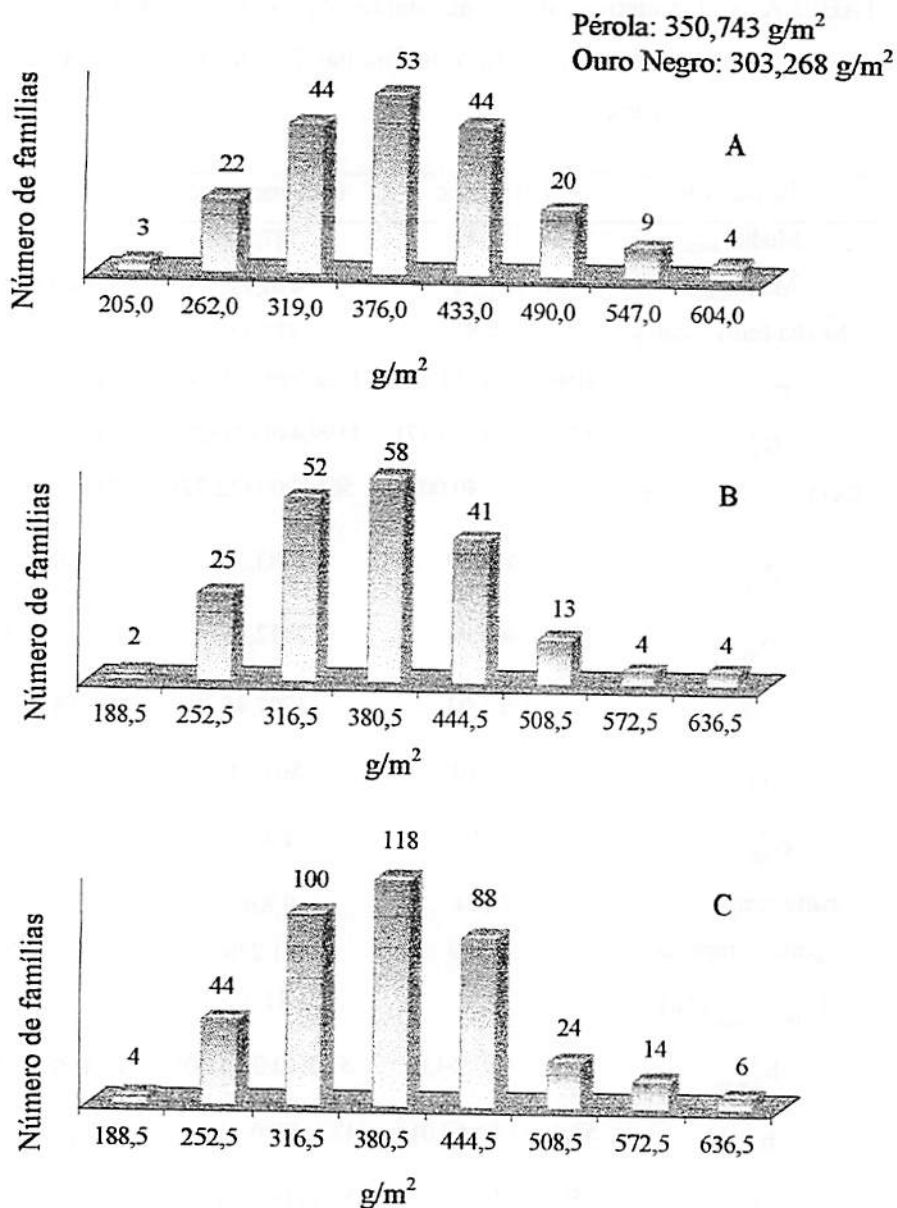 Pérola: 350,743 g/m²
Ouro Negro: 303,268 g/m²
Número de famílias
A
3 22 44 53 44 20 9 4
205,0 262,0 319,0 376,0 433,0 490,0 547,0 604,0
g/m²
Número de famílias
B
2 25 52 58 41 13 4 4
188,5 252,5 316,5 380,5 444,5 508,5 572,5 636,5
g/m²
Número de famílias
C
4 44 100 118 88 24 14 6
188,5 252,5 316,5 380,5 444,5 508,5 572,5 636,5
g/m²